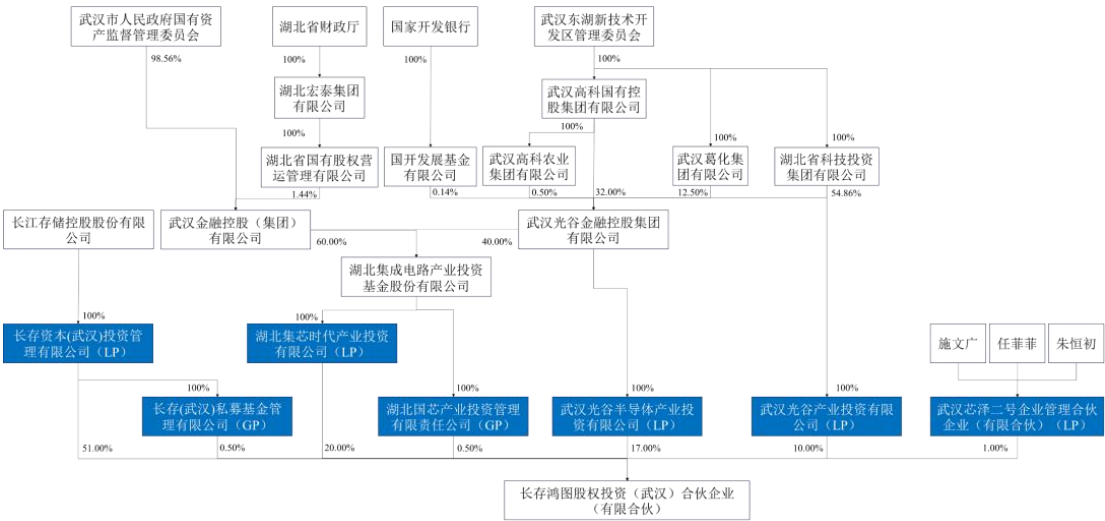 武汉市人民政府国有资
产监督管理委员会
湖北省财政厅
国家开发银行
武汉东湖新技术开
发区管理委员会
98.56%
100%
100%
100%
湖北宏泰集团
有限公司
武汉高科国有控
股集团有限公司
100%
100%
100%
100%
湖北省国有股权营
运管理有限公司
国开发展基金
有限公司
武汉高科农业
集团有限公司
武汉葛化集
团有限公司
湖北省科技投资
集团有限公司
1.44%
0.14%
0.50%
32.00%
12.50%
54.86%
长江存储控股股份有限
公司
武汉金融控股（集团）
有限公司
武汉光谷金融控股集团
有限公司
60.00%
40.00%
湖北集成电路产业投资
基金股份有限公司
100%
100%
长存资本(武汉)投资管
理有限公司（LP）
湖北集芯时代产业投资
有限公司（LP）
施文广
任菲菲
朱恒初
100%
100%
100%
100%
长存(武汉)私募基金管
理有限公司（GP）
湖北国芯产业投资管理
有限责任公司（GP）
武汉光谷半导体产业投
资有限公司（LP）
武汉光谷产业投资有限
公司（LP）
武汉芯泽二号企业管理合伙
企业（有限合伙）（LP）
51.00%
0.50%
20.00%
0.50%
17.00%
10.00%
1.00%
长存鸿图股权投资（武汉）合伙企业
（有限合伙）